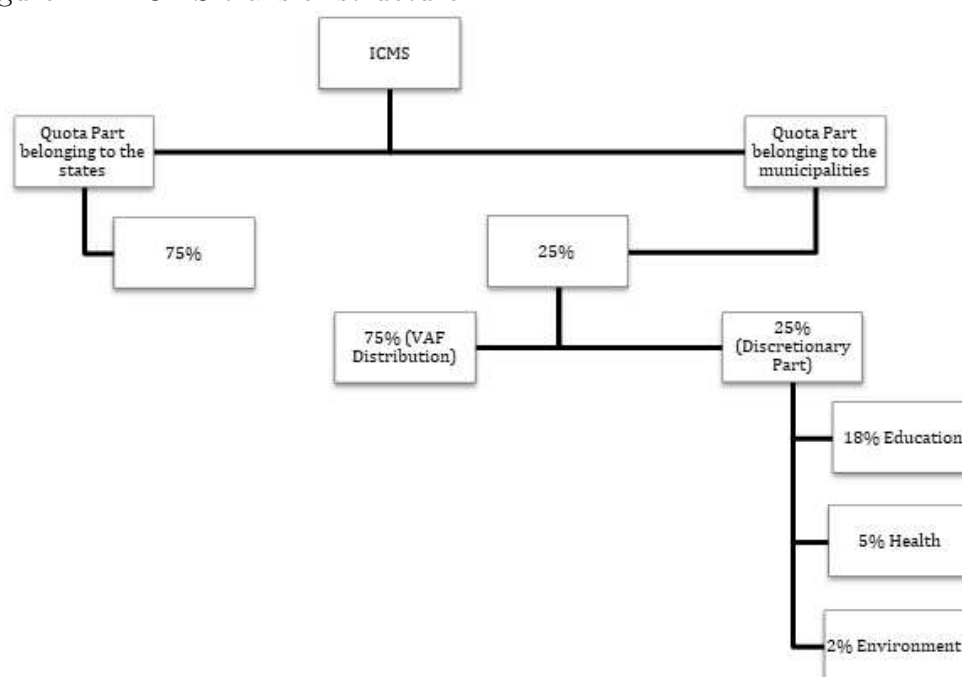 ICMS
Quota Part
belonging to the
states
Quota Part
belonging to the
municipalities
75%
25%
75% (VAF
Distribution)
25%
(Discretionary
Part)
18% Education
5% Health
2% Environment